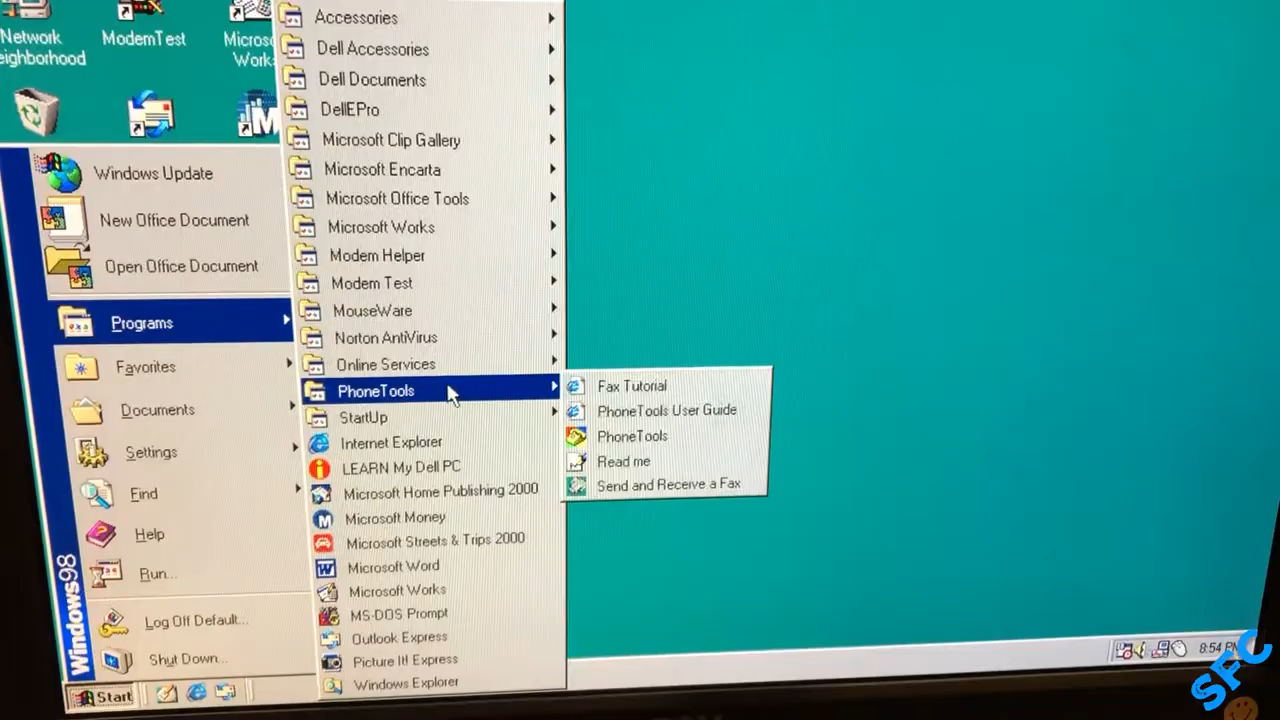 Network
eighborhood
ModemTest
Works
Accessories
Dell Accessories
Dell Documents
DellEPro
Microsoft Clip Gallery
Microsoft Encarta
Microsoft Office Tools
Microsoft Works
Modem Helper
Modem Test
MouseWare
Norton AntiVirus
Online Services
PhoneTools
StartUp
Internet Explorer
LEARN My Dell PC
Microsoft Home Publishing 2000
Microsoft Money
Microsoft Streets & Trips 2000
Microsoft Word
Microsoft Works
MS-DOS Prompt
Outlook Express
Picture It! Express
Windows Explorer
Windows Update
New Office Document
Open Office Document
Programs
Favorites
Documents
Settings
Find
Help
Run...
Log Off Default...
Shut Down...
Windows98
Start
Fax Tutorial
PhoneTools User Guide
PhoneTools
Read me
Send and Receive a Fax
8:54 PM
SFC